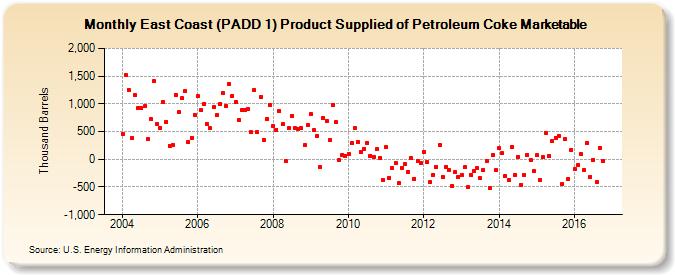 Monthly East Coast (PADD 1) Product Supplied of Petroleum Coke Marketable
Thousand Barrels
2,000
1,500
1,000
500
0
-500
-1,000
2004 2006 2008 2010 2012 2014 2016
Source: U.S. Energy Information Administration